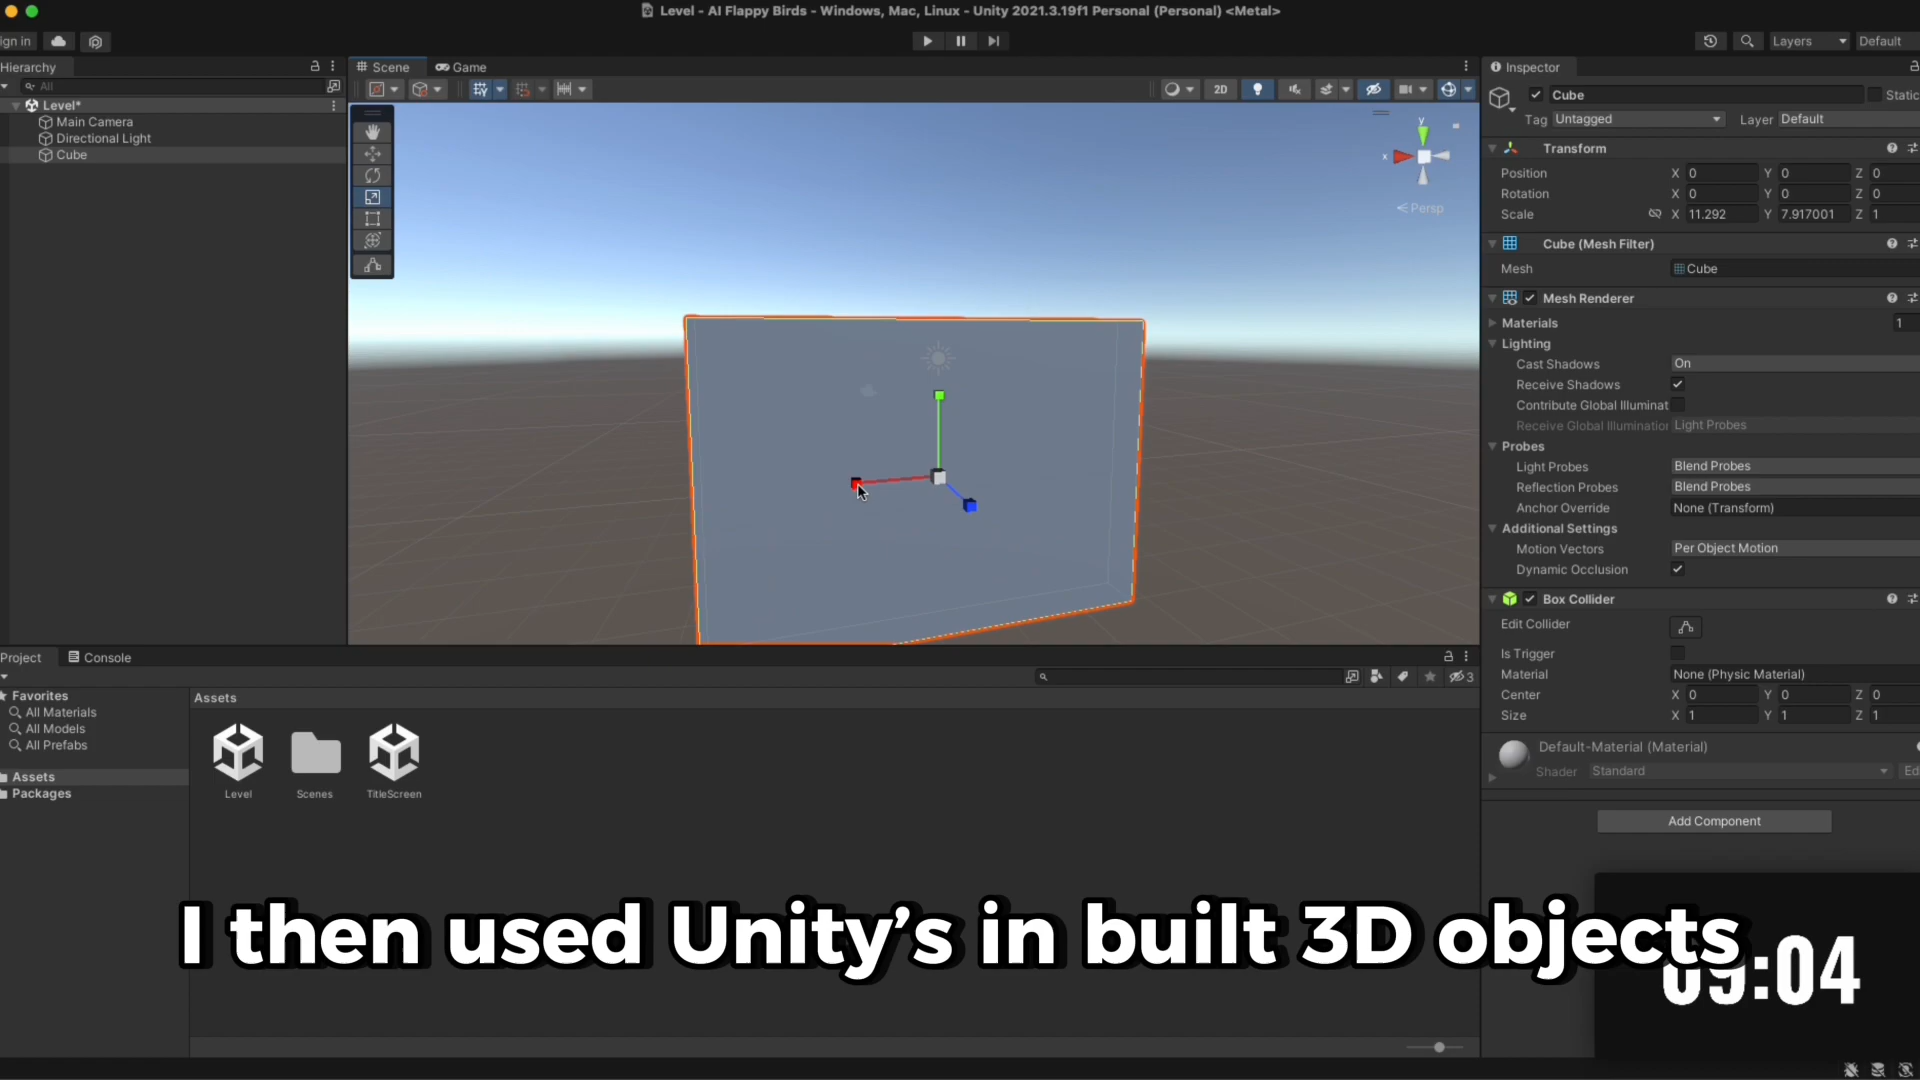 Level - AI Flappy Birds - Windows, Mac, Linux - Unity 2021.3.19f1 Personal (Personal) <Metal>
ign in
Layers
Default
Hierarchy
All
Level*
Main Camera
Directional Light
Cube
Scene
Game
2D
y
x
Persp
Inspector
Cube
Static
Tag Untagged
Layer Default
Transform
Position X 0 Y 0 Z 0
Rotation X 0 Y 0 Z 0
Scale X 11.292 Y 7.917001 Z 1
Cube (Mesh Filter)
Mesh Cube
Mesh Renderer
Materials 1
Lighting
Cast Shadows On
Receive Shadows
Contribute Global Illuminat
Receive Global Illumination Light Probes
Probes
Light Probes Blend Probes
Reflection Probes Blend Probes
Anchor Override None (Transform)
Additional Settings
Motion Vectors Per Object Motion
Dynamic Occlusion
Box Collider
Edit Collider
Is Trigger
Material None (Physic Material)
Center X 0 Y 0 Z 0
Size X 1 Y 1 Z 1
Default-Material (Material)
Shader Standard Ed
Add Component
Project
Console
3
Favorites
All Materials
All Models
All Prefabs
Assets
Packages
Assets
Level
Scenes
TitleScreen
I then used Unity's in built 3D objects
09:04